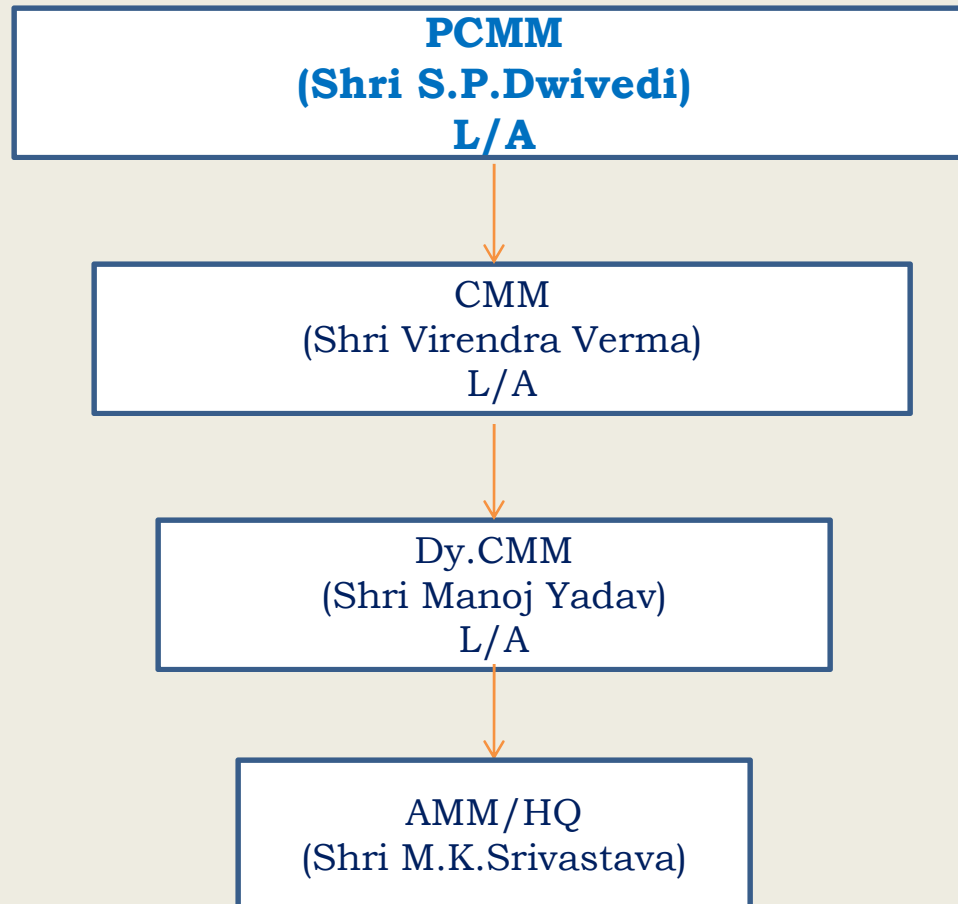 PCMM
(Shri S.P.Dwivedi)
L/A
CMM
(Shri Virendra Verma)
L/A
Dy.CMM
(Shri Manoj Yadav)
L/A
AMM/HQ
(Shri M.K.Srivastava)